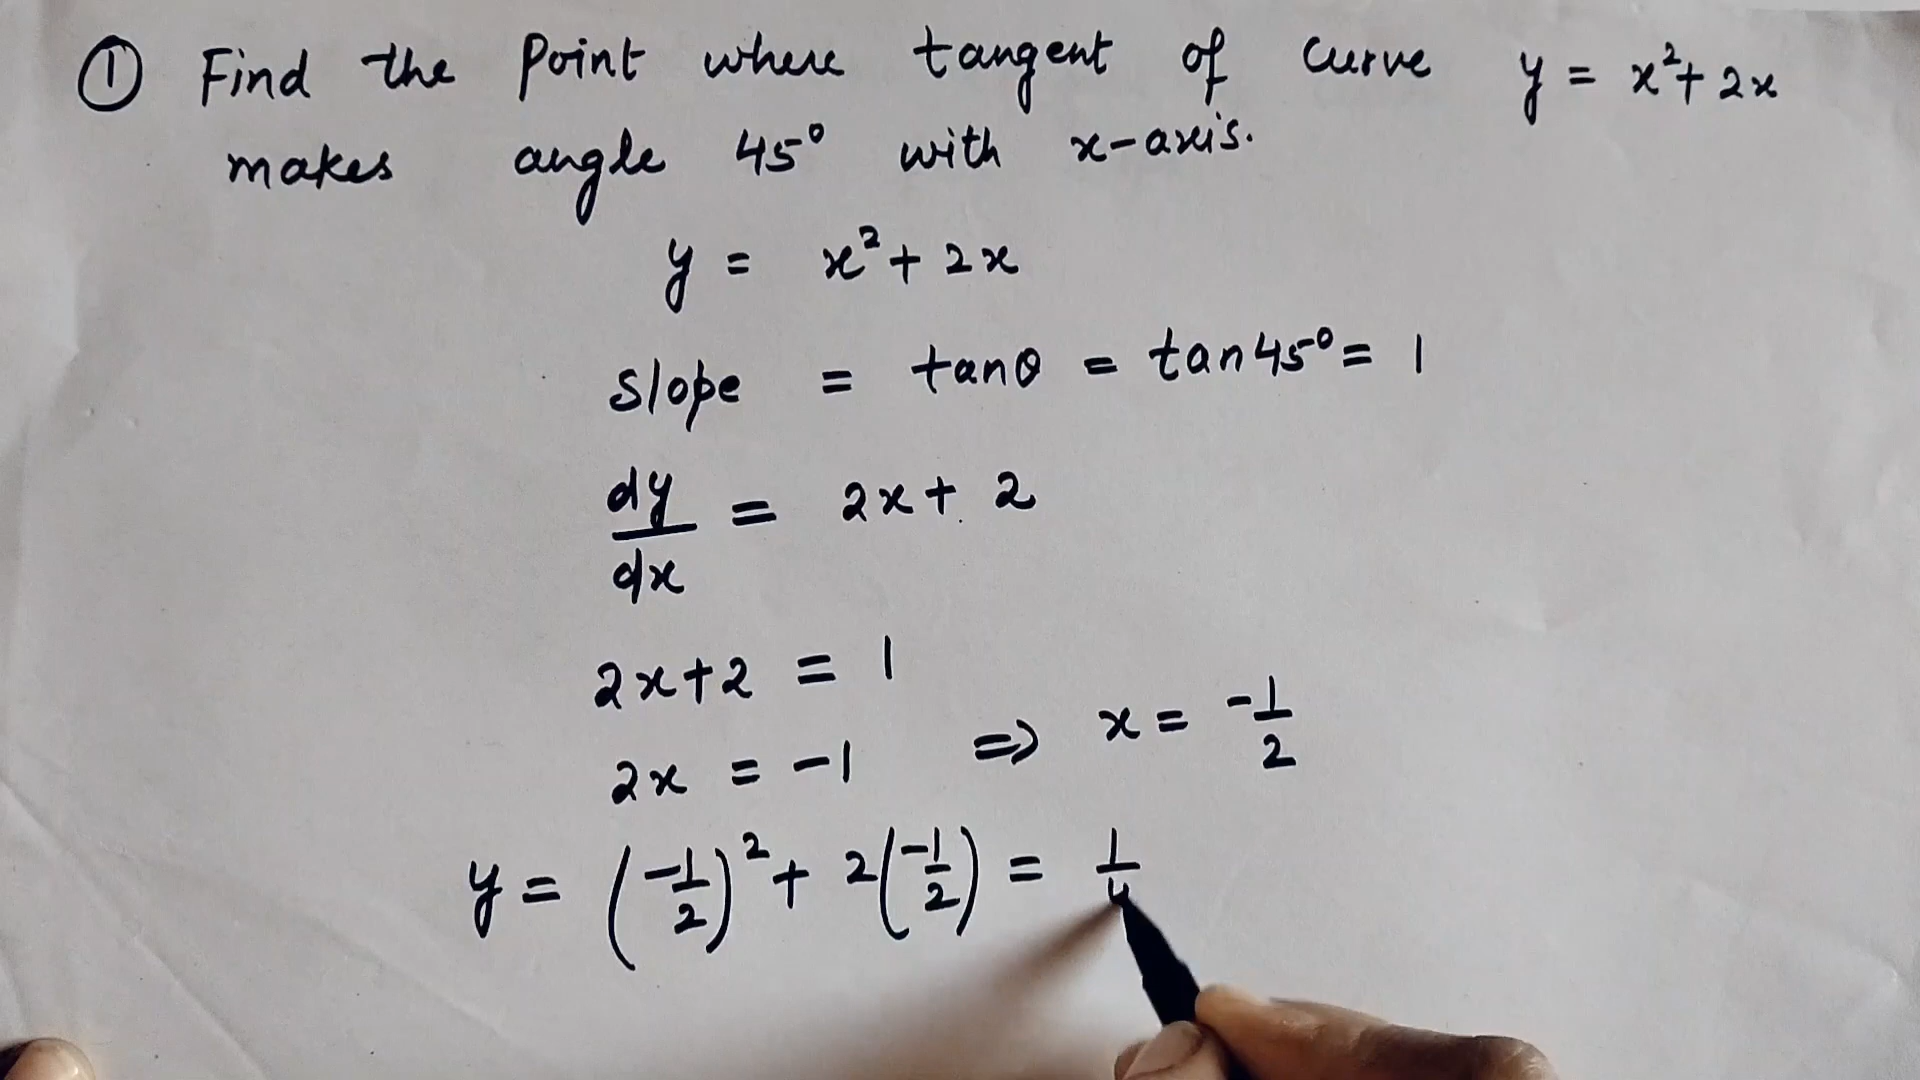 ① Find the Point where tangent of curve y = x²+ 2x
makes angle 45° with x-axis.
y = x²+ 2x
Slope = tanθ = tan45° = 1
dy/dx = 2x + 2
2x+2 = 1
2x = -1 ⇒ x = -1/2
y = (-1/2)² + 2(-1/2) = 1/4